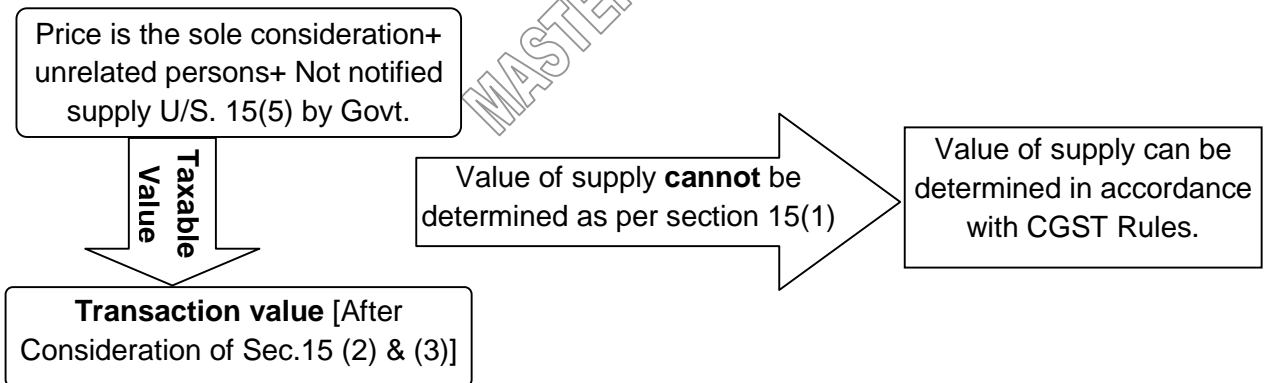 Price is the sole consideration+
unrelated persons+ Not notified
supply U/S. 15(5) by Govt.
Taxable
Value
Transaction value [After
Consideration of Sec.15 (2) & (3)]
Value of supply cannot be
determined as per section 15(1)
Value of supply can be
determined in accordance
with CGST Rules.